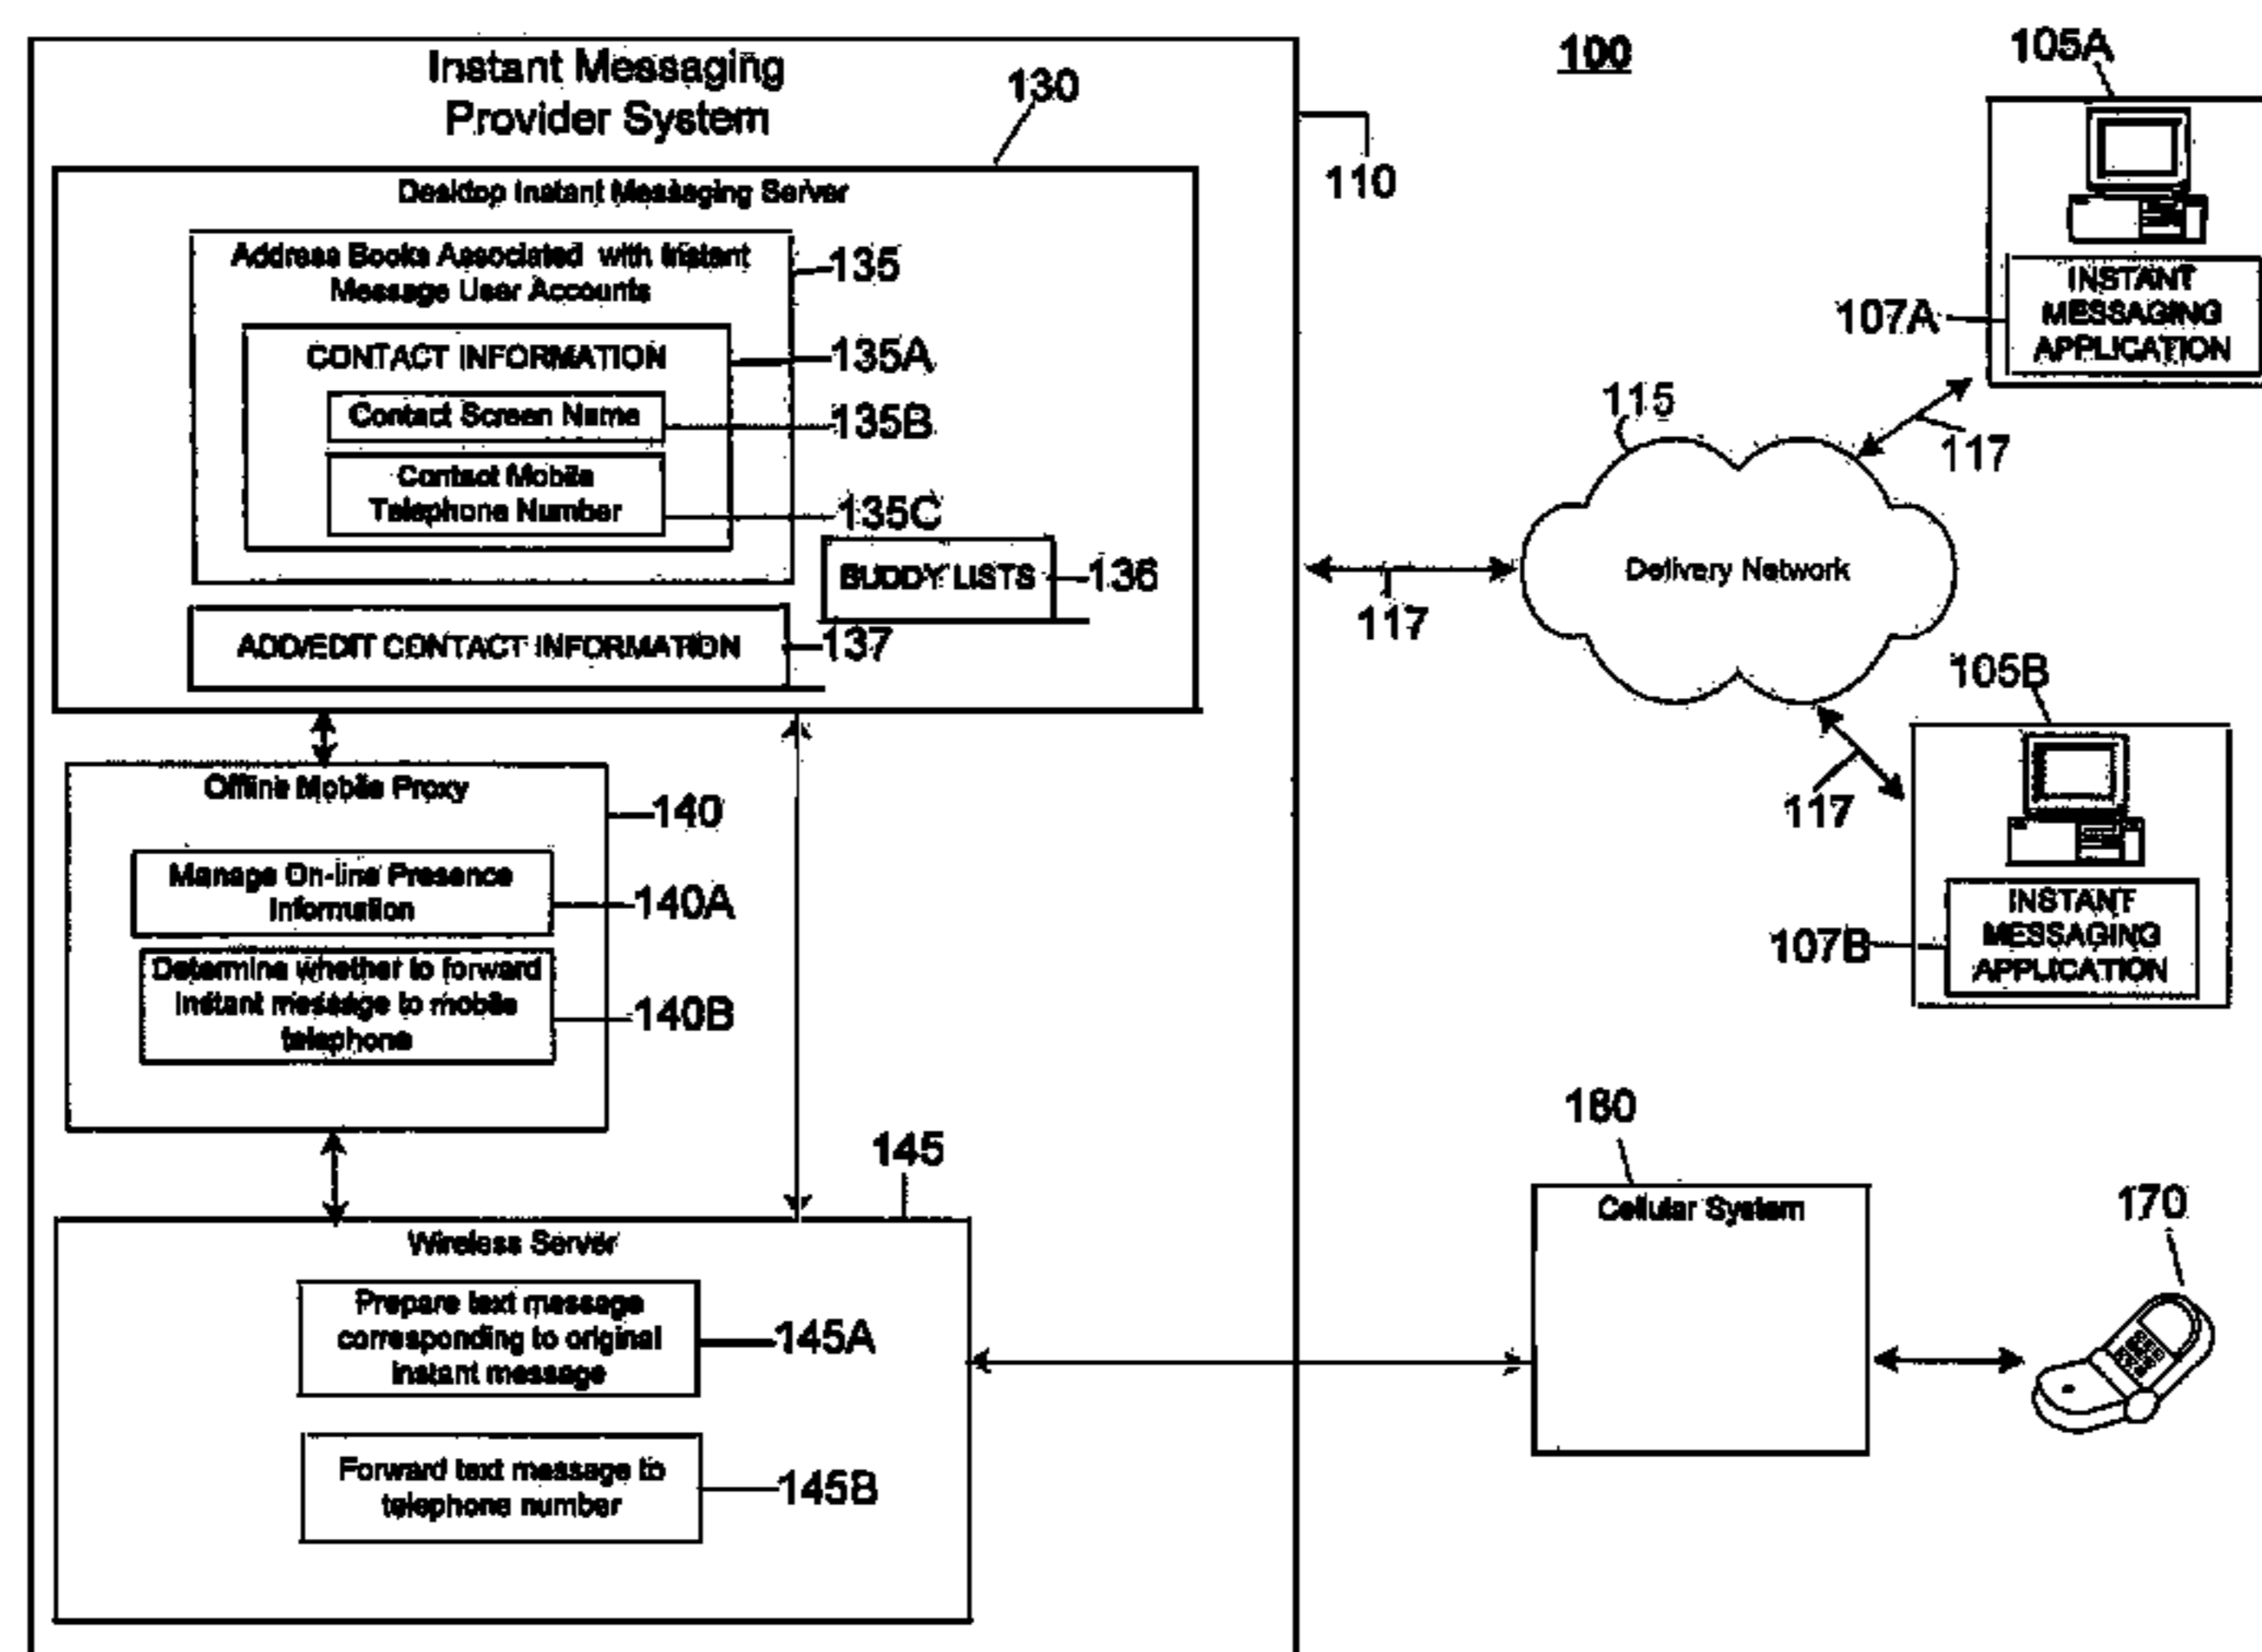 Instant Messaging
Provider System
100
105A
130
110
Desktop Instant Messaging Server
Address Books Associated with Instant
Message User Accounts
135
CONTACT INFORMATION
135A
Contact Screen Name
135B
Contact Mobile
Telephone Number
135C
BUDDY LISTS
136
ADD/EDIT CONTACT INFORMATION
137
INSTANT
MESSAGING
APPLICATION
107A
115
117
Delivery Network
117
105B
117
INSTANT
MESSAGING
APPLICATION
107B
Offline Mobile Proxy
140
Manage On-line Presence
Information
140A
Determine whether to forward
instant message to mobile
telephone
140B
145
Wireless Server
Prepare text message
corresponding to original
instant message
145A
Forward text message to
telephone number
145B
180
Cellular System
170